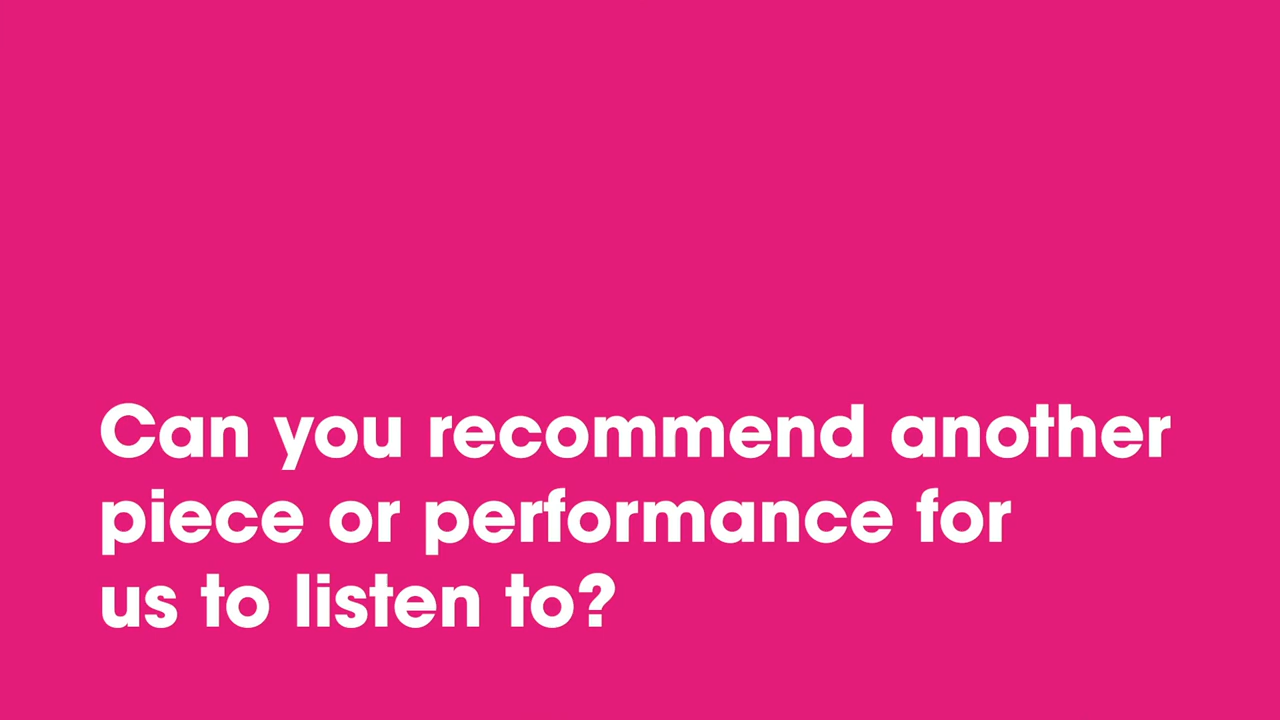 Can you recommend another
piece or performance for
us to listen to?